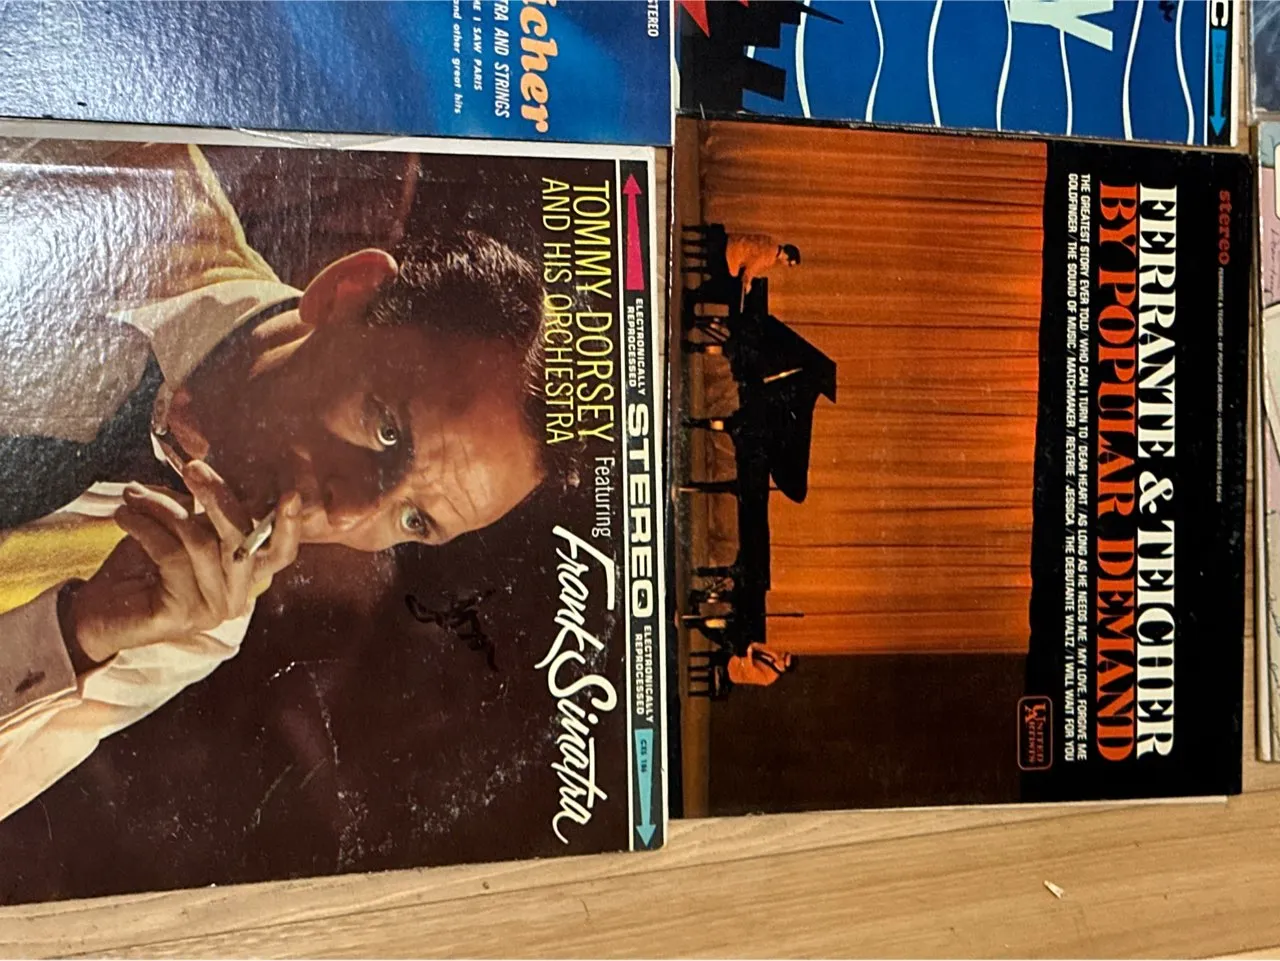 STEREO
icher
TRA AND STRINGS
ME I SAW PARIS
and other great hits
Y
C
ELECTRONICALLY
REPROCESSED
STEREO
ELECTRONICALLY
REPROCESSED
TOMMY DORSEY
AND HIS ORCHESTRA
Featuring
Frank Sinatra
stereo
FERRANTE & TEICHER
BY POPULAR DEMAND
THE GREATEST STORY EVER TOLD / WHO CAN I TURN TO / DEAR HEART / AS LONG AS HE NEEDS ME / MY LOVE, FORGIVE ME
GOLDFINGER / THE SOUND OF MUSIC / MATCHMAKER / REVERIE / JESSICA / THE DEBUTANTE WALTZ / I WILL WAIT FOR YOU
UNITED
ARTISTS